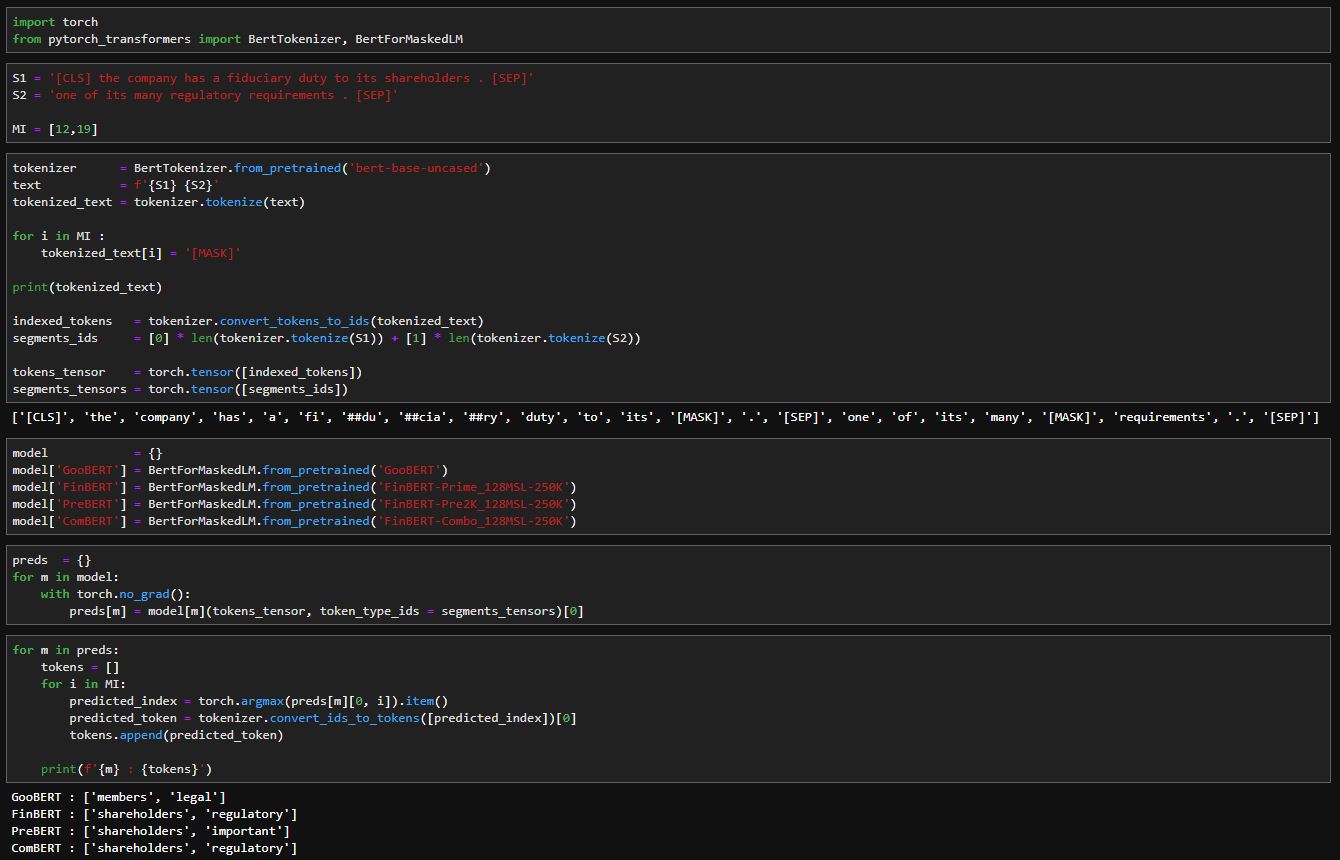 import torch
from pytorch_transformers import BertTokenizer, BertForMaskedLM
S1 = '[CLS] the company has a fiduciary duty to its shareholders . [SEP]'
S2 = 'one of its many regulatory requirements . [SEP]'
MI = [12,19]
tokenizer      = BertTokenizer.from_pretrained('bert-base-uncased')
text           = f'{S1} {S2}'
tokenized_text = tokenizer.tokenize(text)
for i in MI :
    tokenized_text[i] = '[MASK]'
print(tokenized_text)
indexed_tokens   = tokenizer.convert_tokens_to_ids(tokenized_text)
segments_ids     = [0] * len(tokenizer.tokenize(S1)) + [1] * len(tokenizer.tokenize(S2))
tokens_tensor    = torch.tensor([indexed_tokens])
segments_tensors = torch.tensor([segments_ids])
['[CLS]', 'the', 'company', 'has', 'a', 'fi', '##du', '##cia', '##ry', 'duty', 'to', 'its', '[MASK]', '.', '[SEP]', 'one', 'of', 'its', 'many', '[MASK]', 'requirements', '.', '[SEP]']
model            = {}
model['GooBERT'] = BertForMaskedLM.from_pretrained('GooBERT')
model['FinBERT'] = BertForMaskedLM.from_pretrained('FinBERT-Prime_128MSL-250K')
model['PreBERT'] = BertForMaskedLM.from_pretrained('FinBERT-Pre2K_128MSL-250K')
model['ComBERT'] = BertForMaskedLM.from_pretrained('FinBERT-Combo_128MSL-250K')
preds  = {}
for m in model:
    with torch.no_grad():
        preds[m] = model[m](tokens_tensor, token_type_ids = segments_tensors)[0]
for m in preds:
    tokens = []
    for i in MI:
        predicted_index = torch.argmax(preds[m][0, i]).item()
        predicted_token = tokenizer.convert_ids_to_tokens([predicted_index])[0]
        tokens.append(predicted_token)
    print(f'{m} : {tokens}')
GooBERT : ['members', 'legal']
FinBERT : ['shareholders', 'regulatory']
PreBERT : ['shareholders', 'important']
ComBERT : ['shareholders', 'regulatory']